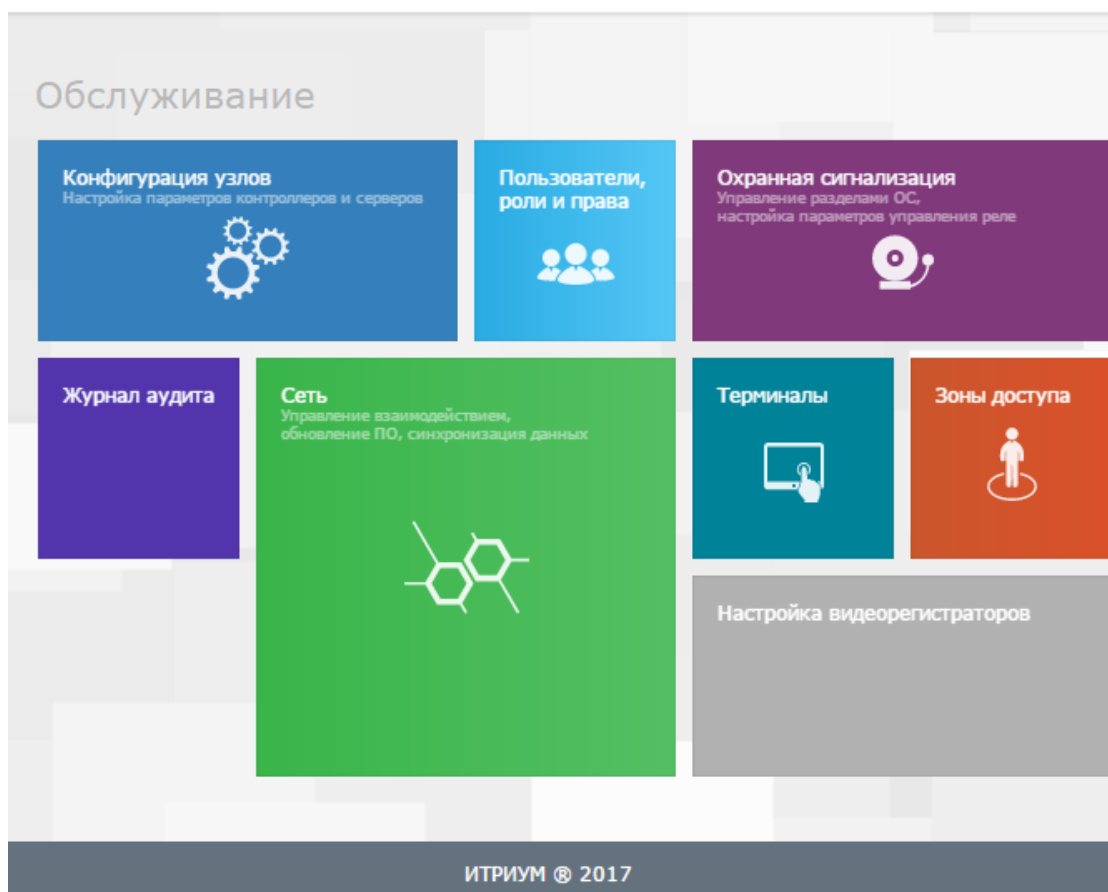 Обслуживание
Конфигурация узлов
Настройка параметров контроллеров и серверов
Пользователи,
роли и права
Охранная сигнализация
Управление разделами ОС,
настройка параметров управления реле
Журнал аудита
Сеть
Управление взаимодействием,
обновление ПО, синхронизация данных
Терминалы
Зоны доступа
Настройка видеорегистраторов
ИТРИУМ ® 2017